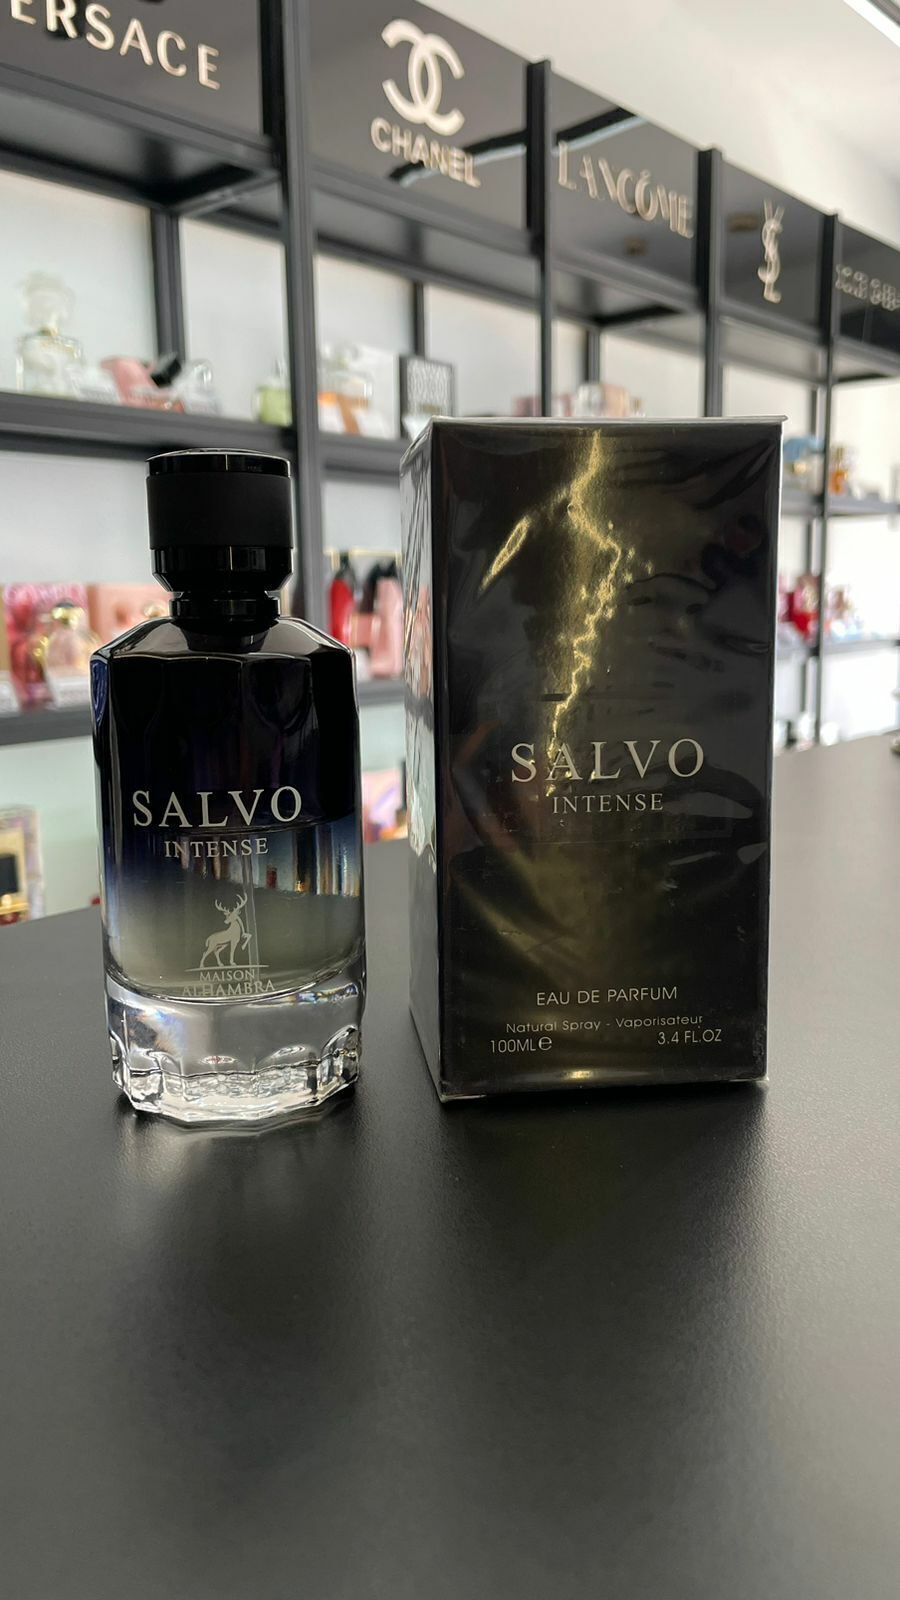 ERSACE
CHANEL
LANCÔME
YSL
SALVO
INTENSE
MAISON
ALHAMBRA
SALVO
INTENSE
EAU DE PARFUM
Natural Spray - Vaporisateur
100ML e
3.4 FL.OZ